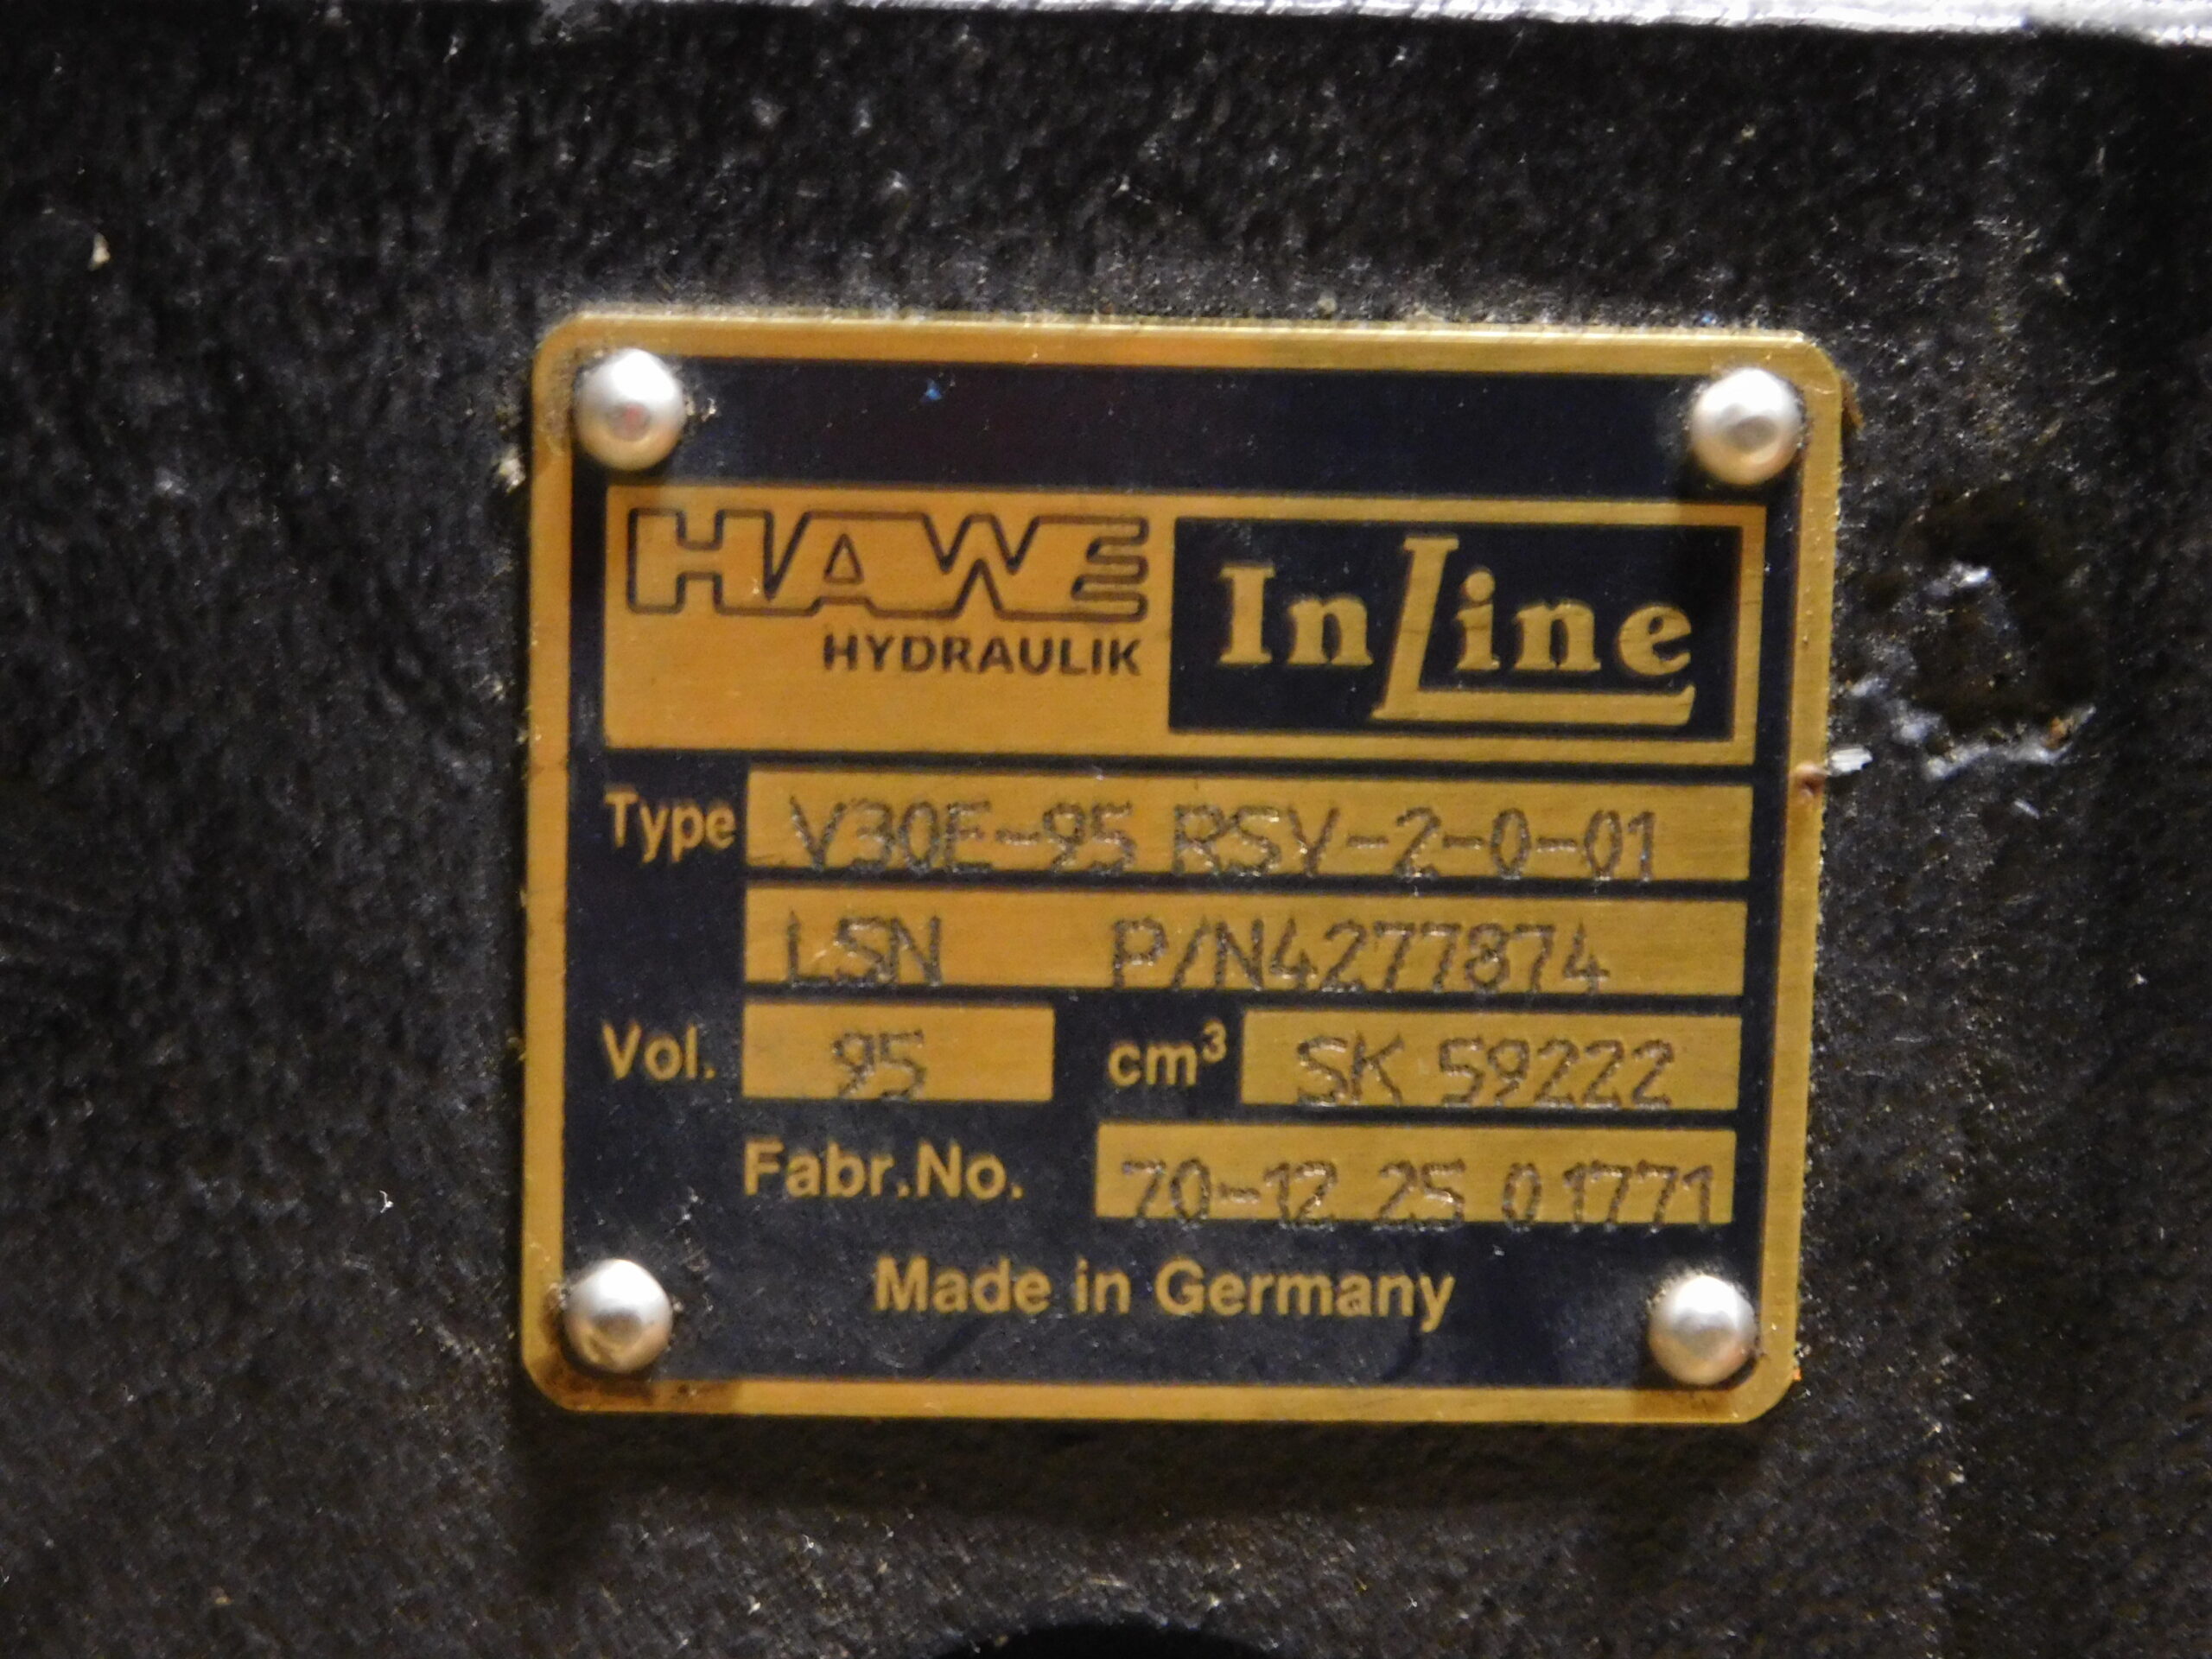 HAWE
HYDRAULIK
InLine
Type V30E-95 RSV-2-0-01
LSN P/N4277874
Vol. 95 cm³ SK 59222
Fabr.No. 70-12 25 0 1771
Made in Germany